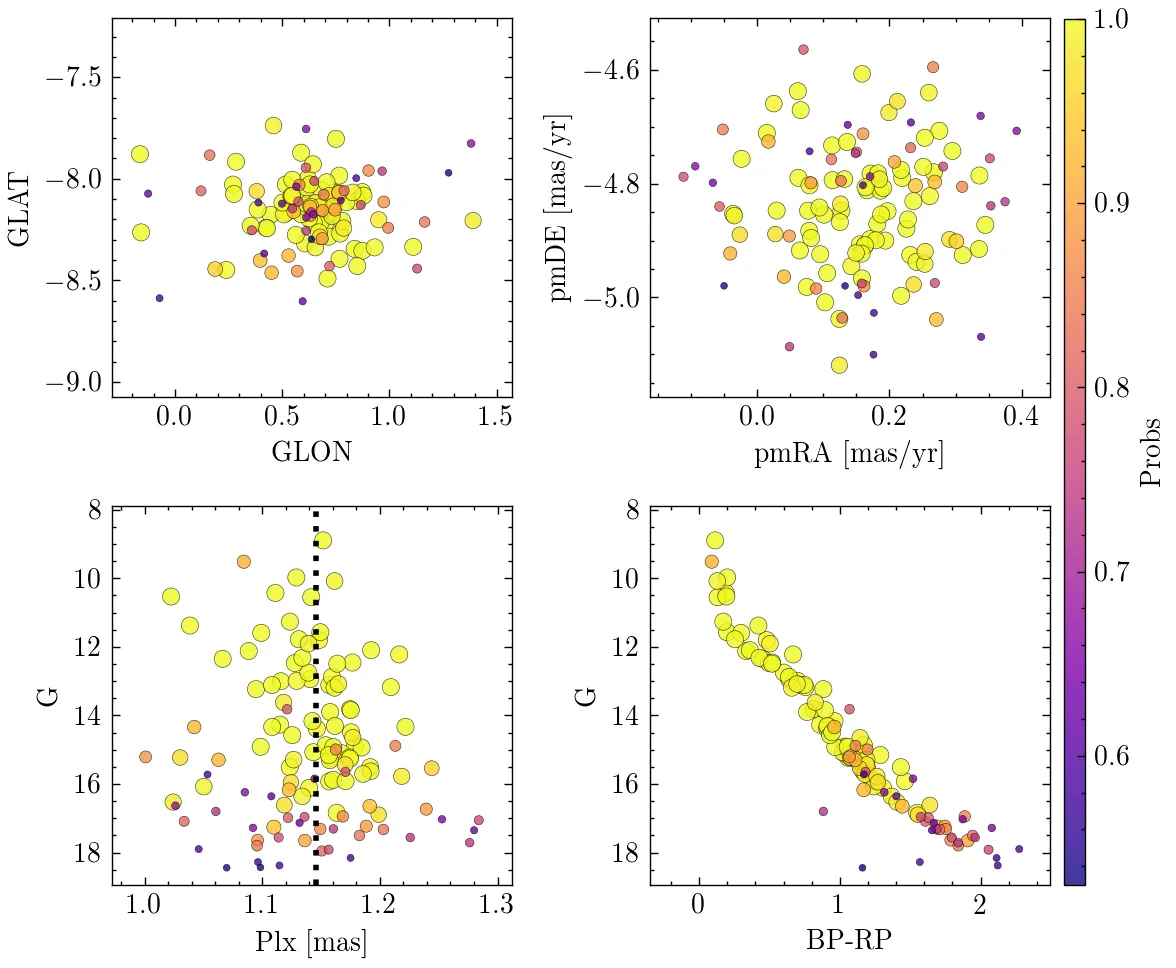 −7.5
−8.0
−8.5
−9.0
GLAT
0.0 0.5 1.0 1.5
GLON
−4.6
−4.8
−5.0
pmDE [mas/yr]
0.0 0.2 0.4
pmRA [mas/yr]
8
10
12
14
16
18
G
1.0 1.1 1.2 1.3
Plx [mas]
8
10
12
14
16
18
G
0 1 2
BP-RP
1.0
0.9
0.8
0.7
0.6
Probs